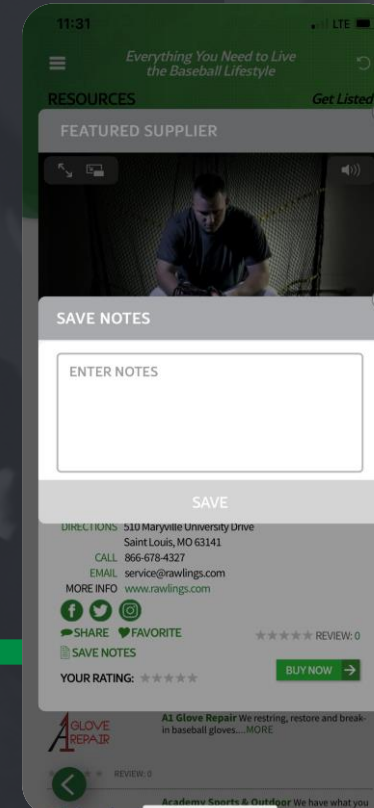 11:31
LTE
Everything You Need to Live
the Baseball Lifestyle
RESOURCES
Get Listed
FEATURED SUPPLIER
SAVE NOTES
ENTER NOTES
SAVE
DIRECTIONS 510 Maryville University Drive
Saint Louis, MO 63141
CALL 866-678-4327
EMAIL service@rawlings.com
MORE INFO www.rawlings.com
SHARE FAVORITE
REVIEW: 0
SAVE NOTES
YOUR RATING:
BUY NOW
A1 GLOVE
REPAIR
A1 Glove Repair We restring, restore and break-
in baseball gloves....MORE
REVIEW: 0
Academy Sports & Outdoor We have what you